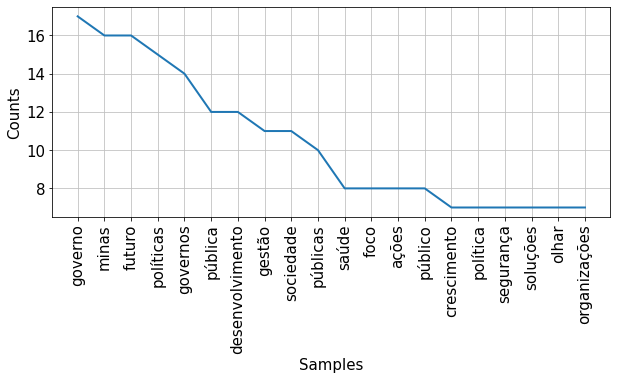 16
14
12
10
8
Counts
governo
minas
futuro
políticas
governos
pública
desenvolvimento
gestão
sociedade
públicas
saúde
foco
ações
público
crescimento
política
segurança
soluções
olhar
organizações
Samples